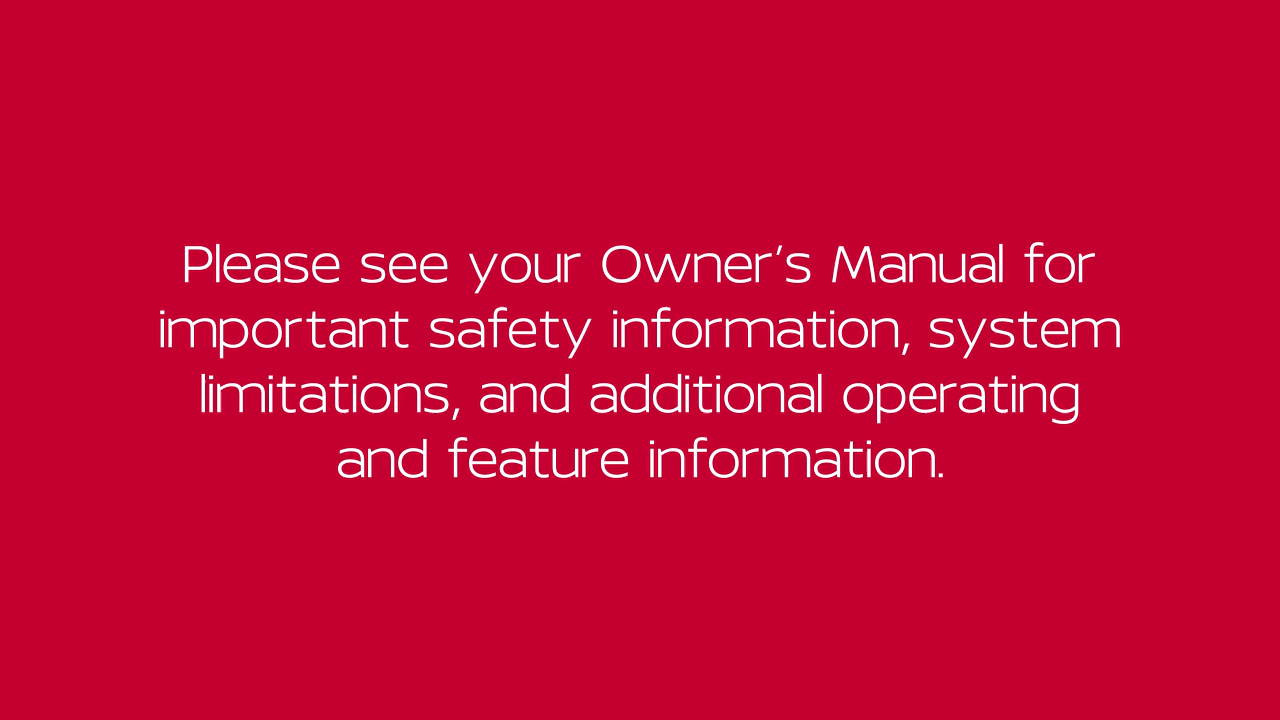 Please see your Owner’s Manual for
important safety information, system
limitations, and additional operating
and feature information.